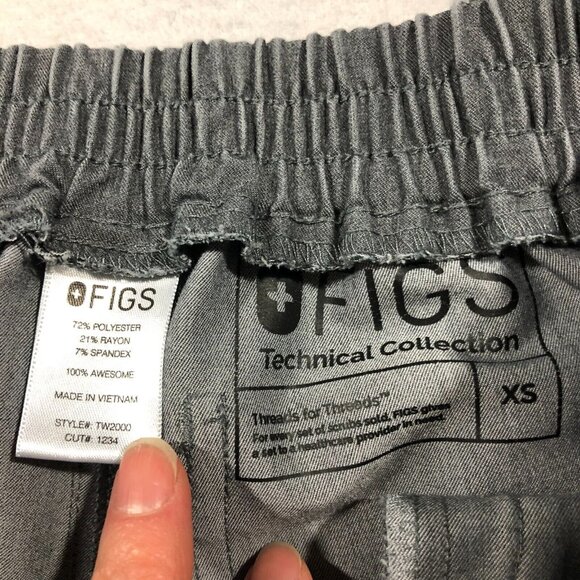 FIGS
72% POLYESTER
21% RAYON
7% SPANDEX
100% AWESOME
MADE IN VIETNAM
STYLE#: TW2000
CUT#: 1234
FIGS
Technical Collection
Threads for Threads™
For every set of scrubs sold, FIGS gives
a set to a healthcare provider in need.
XS